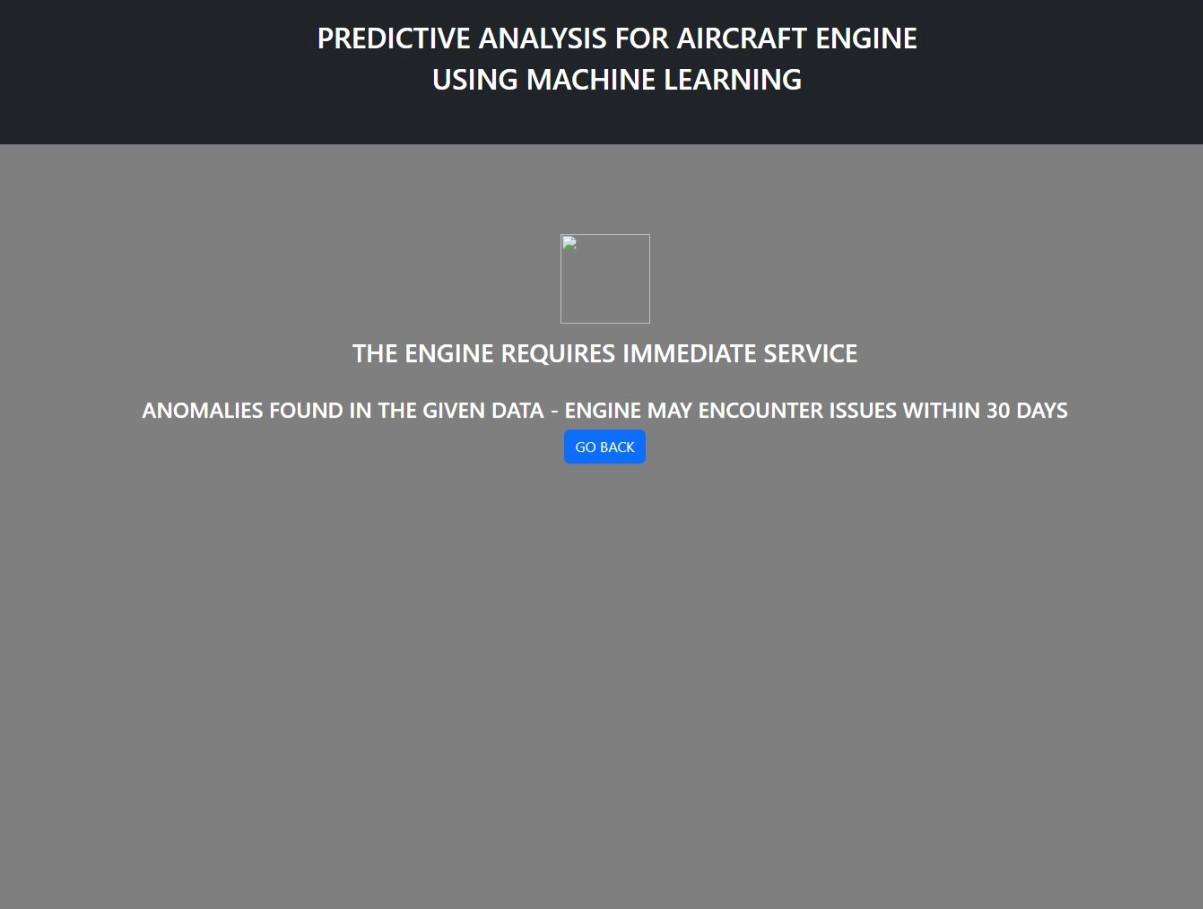 PREDICTIVE ANALYSIS FOR AIRCRAFT ENGINE
USING MACHINE LEARNING
THE ENGINE REQUIRES IMMEDIATE SERVICE
ANOMALIES FOUND IN THE GIVEN DATA - ENGINE MAY ENCOUNTER ISSUES WITHIN 30 DAYS
GO BACK